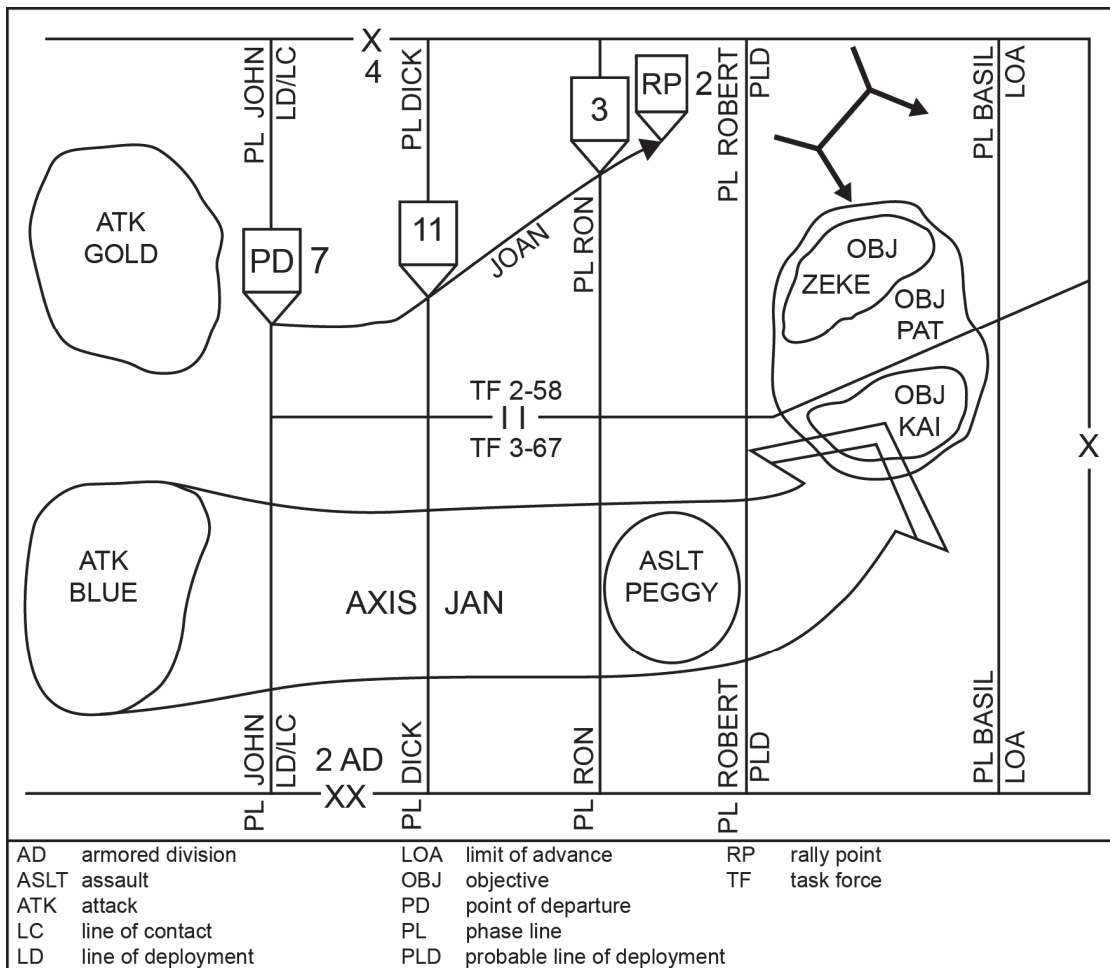 X
4
PL JOHN
LD/LC
PL DICK
3
RP 2
PL ROBERT
PLD
PL BASIL
LOA
ATK
GOLD
PD 7
11
JOAN
PL RON
OBJ
ZEKE
OBJ
PAT
TF 2-58
II
TF 3-67
OBJ
KAI
X
ATK
BLUE
AXIS JAN
ASLT
PEGGY
PL JOHN
LD/LC
2 AD
XX
PL DICK
PL RON
PL ROBERT
PLD
PL BASIL
LOA
AD armored division
ASLT assault
ATK attack
LC line of contact
LD line of deployment
LOA limit of advance
OBJ objective
PD point of departure
PL phase line
PLD probable line of deployment
RP rally point
TF task force